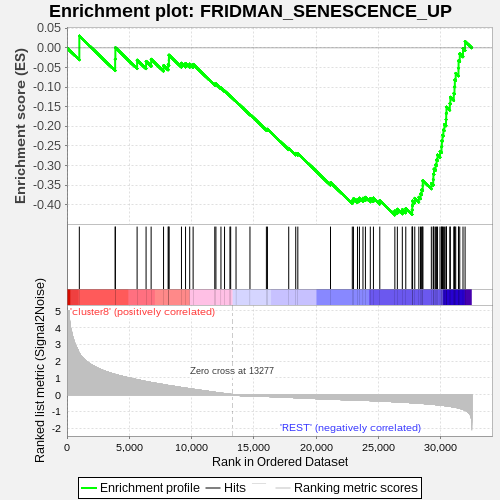 Enrichment plot: FRIDMAN_SENESCENCE_UP
Enrichment score (ES)
0.05
0.00
-0.05
-0.10
-0.15
-0.20
-0.25
-0.30
-0.35
-0.40
Ranked list metric (Signal2Noise)
5
4
3
2
1
0
-1
-2
'cluster8' (positively correlated)
Zero cross at 13277
'REST' (negatively correlated)
0 5,000 10,000 15,000 20,000 25,000 30,000
Rank in Ordered Dataset
Enrichment profile Hits Ranking metric scores